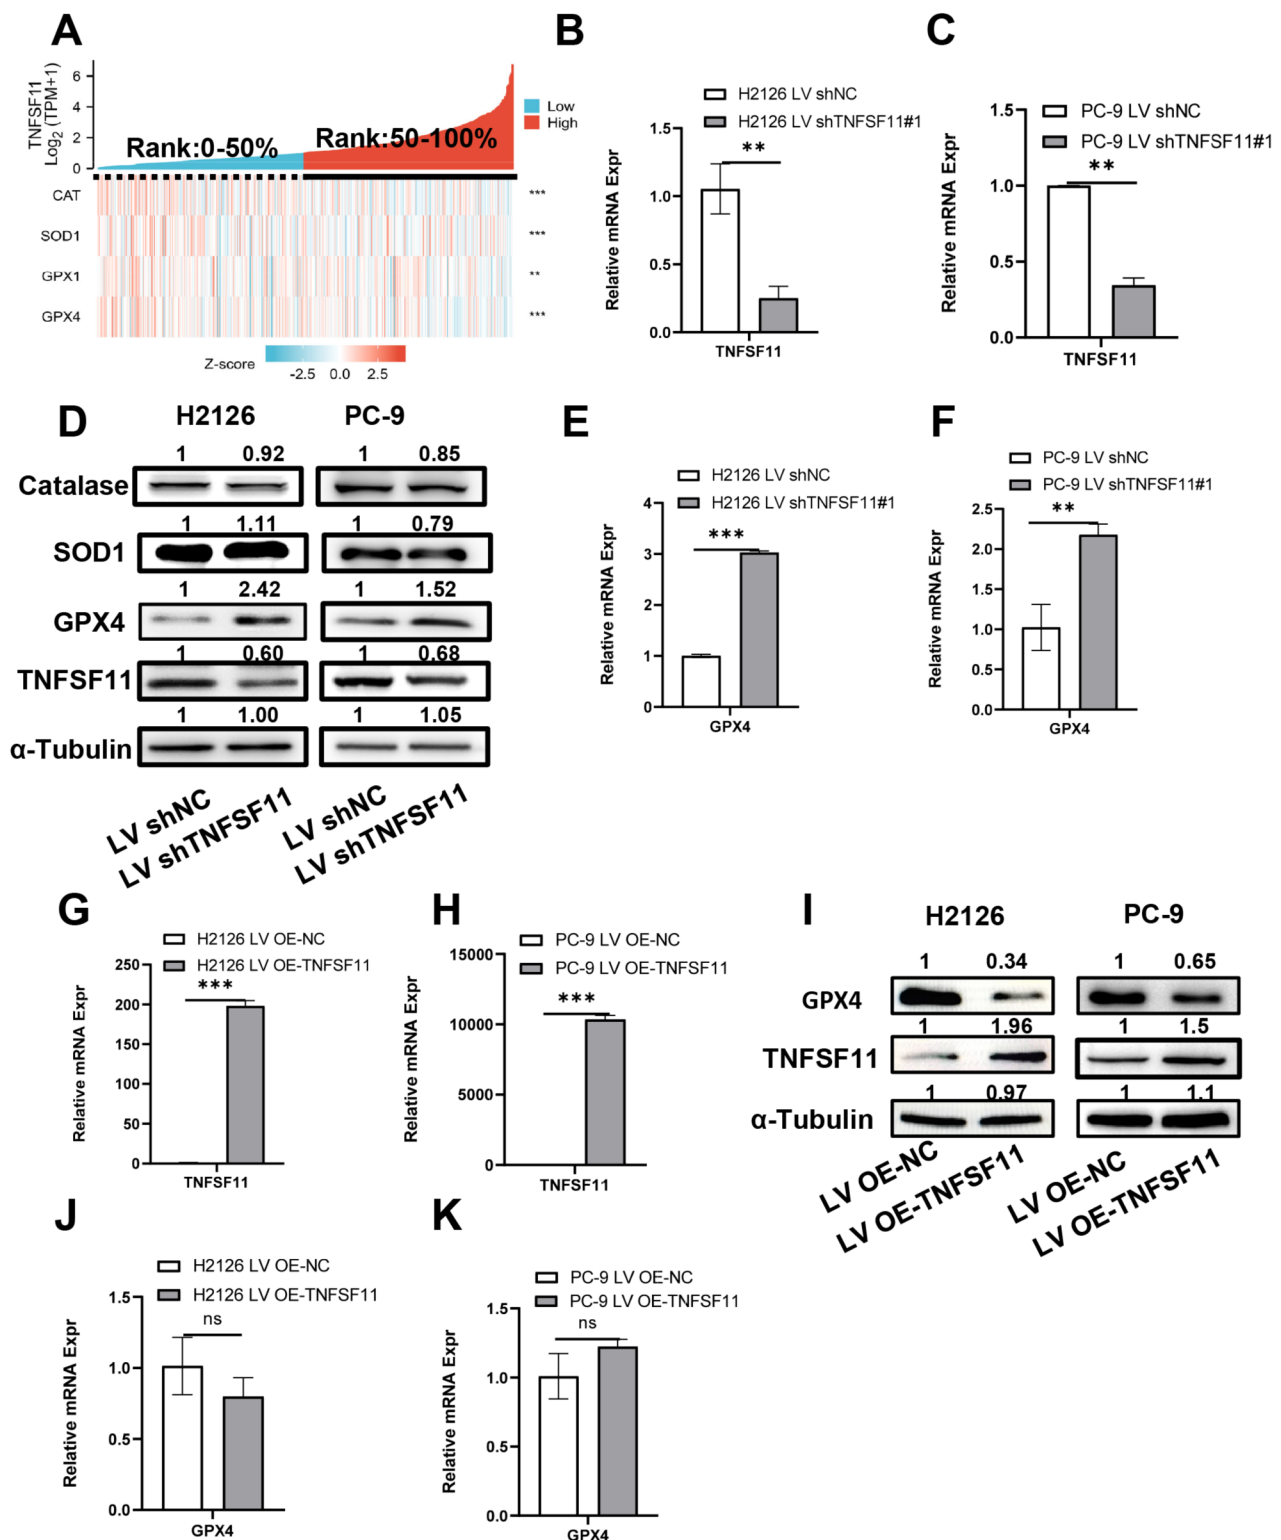 A
TNFSF11
Log2 (TPM+1)
6
4
2
0
Rank:0-50%
Rank:50-100%
Low
High
CAT
***
SOD1
***
GPX1
**
GPX4
***
Z-score
-2.5 0.0 2.5
B
H2126 LV shNC
H2126 LV shTNFSF11#1
Relative mRNA Expr
1.5
1.0
0.5
0.0
**
TNFSF11
C
PC-9 LV shNC
PC-9 LV shTNFSF11#1
Relative mRNA Expr
1.5
1.0
0.5
0.0
**
TNFSF11
D
H2126 PC-9
1 0.92 1 0.85
Catalase
1 1.11 1 0.79
SOD1
1 2.42 1 1.52
GPX4
1 0.60 1 0.68
TNFSF11
1 1.00 1 1.05
α-Tubulin
LV shNC
LV shTNFSF11
LV shNC
LV shTNFSF11
E
H2126 LV shNC
H2126 LV shTNFSF11#1
Relative mRNA Expr
4
3
2
1
0
***
GPX4
F
PC-9 LV shNC
PC-9 LV shTNFSF11#1
Relative mRNA Expr
2.5
2.0
1.5
1.0
0.5
0.0
**
GPX4
G
H2126 LV OE-NC
H2126 LV OE-TNFSF11
Relative mRNA Expr
250
200
150
100
50
0
***
TNFSF11
H
PC-9 LV OE-NC
PC-9 LV OE-TNFSF11
Relative mRNA Expr
15000
10000
5000
0
***
TNFSF11
I
H2126 PC-9
1 0.34 1 0.65
GPX4
1 1.96 1 1.5
TNFSF11
1 0.97 1 1.1
α-Tubulin
LV OE-NC
LV OE-TNFSF11
LV OE-NC
LV OE-TNFSF11
J
H2126 LV OE-NC
H2126 LV OE-TNFSF11
Relative mRNA Expr
1.5
1.0
0.5
0.0
ns
GPX4
K
PC-9 LV OE-NC
PC-9 LV OE-TNFSF11
Relative mRNA Expr
1.5
1.0
0.5
0.0
ns
GPX4